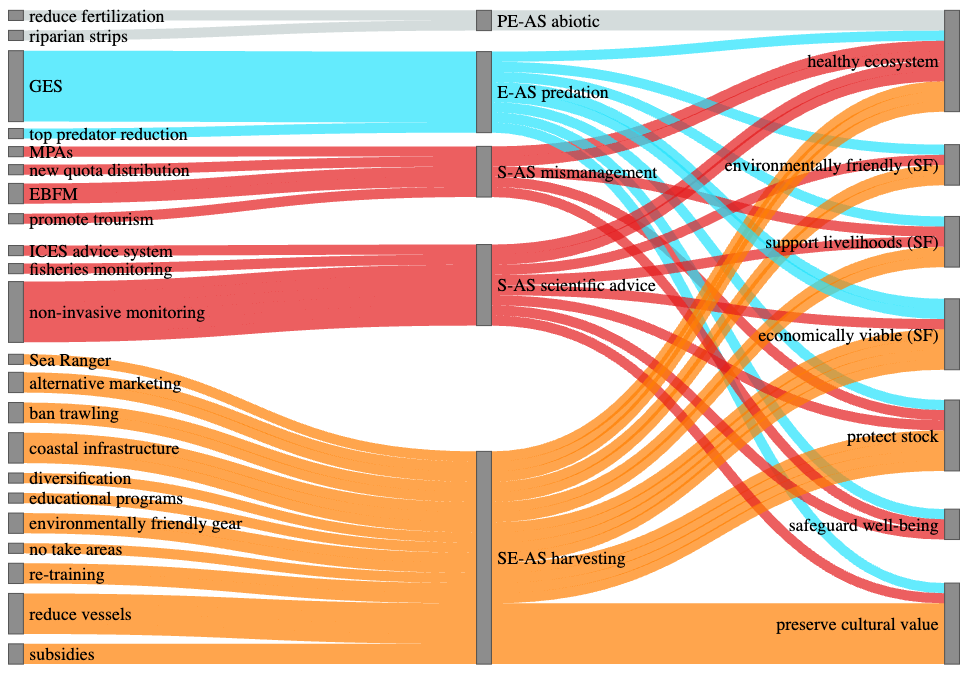 reduce fertilization
riparian strips
GES
top predator reduction
MPAs
new quota distribution
EBFM
promote trourism
ICES advice system
fisheries monitoring
non-invasive monitoring
Sea Ranger
alternative marketing
ban trawling
coastal infrastructure
diversification
educational programs
environmentally friendly gear
no take areas
re-training
reduce vessels
subsidies
PE-AS abiotic
E-AS predation
S-AS mismanagement
S-AS scientific advice
SE-AS harvesting
healthy ecosystem
environmentally friendly (SF)
support livelihoods (SF)
economically viable (SF)
protect stock
safeguard well-being
preserve cultural value